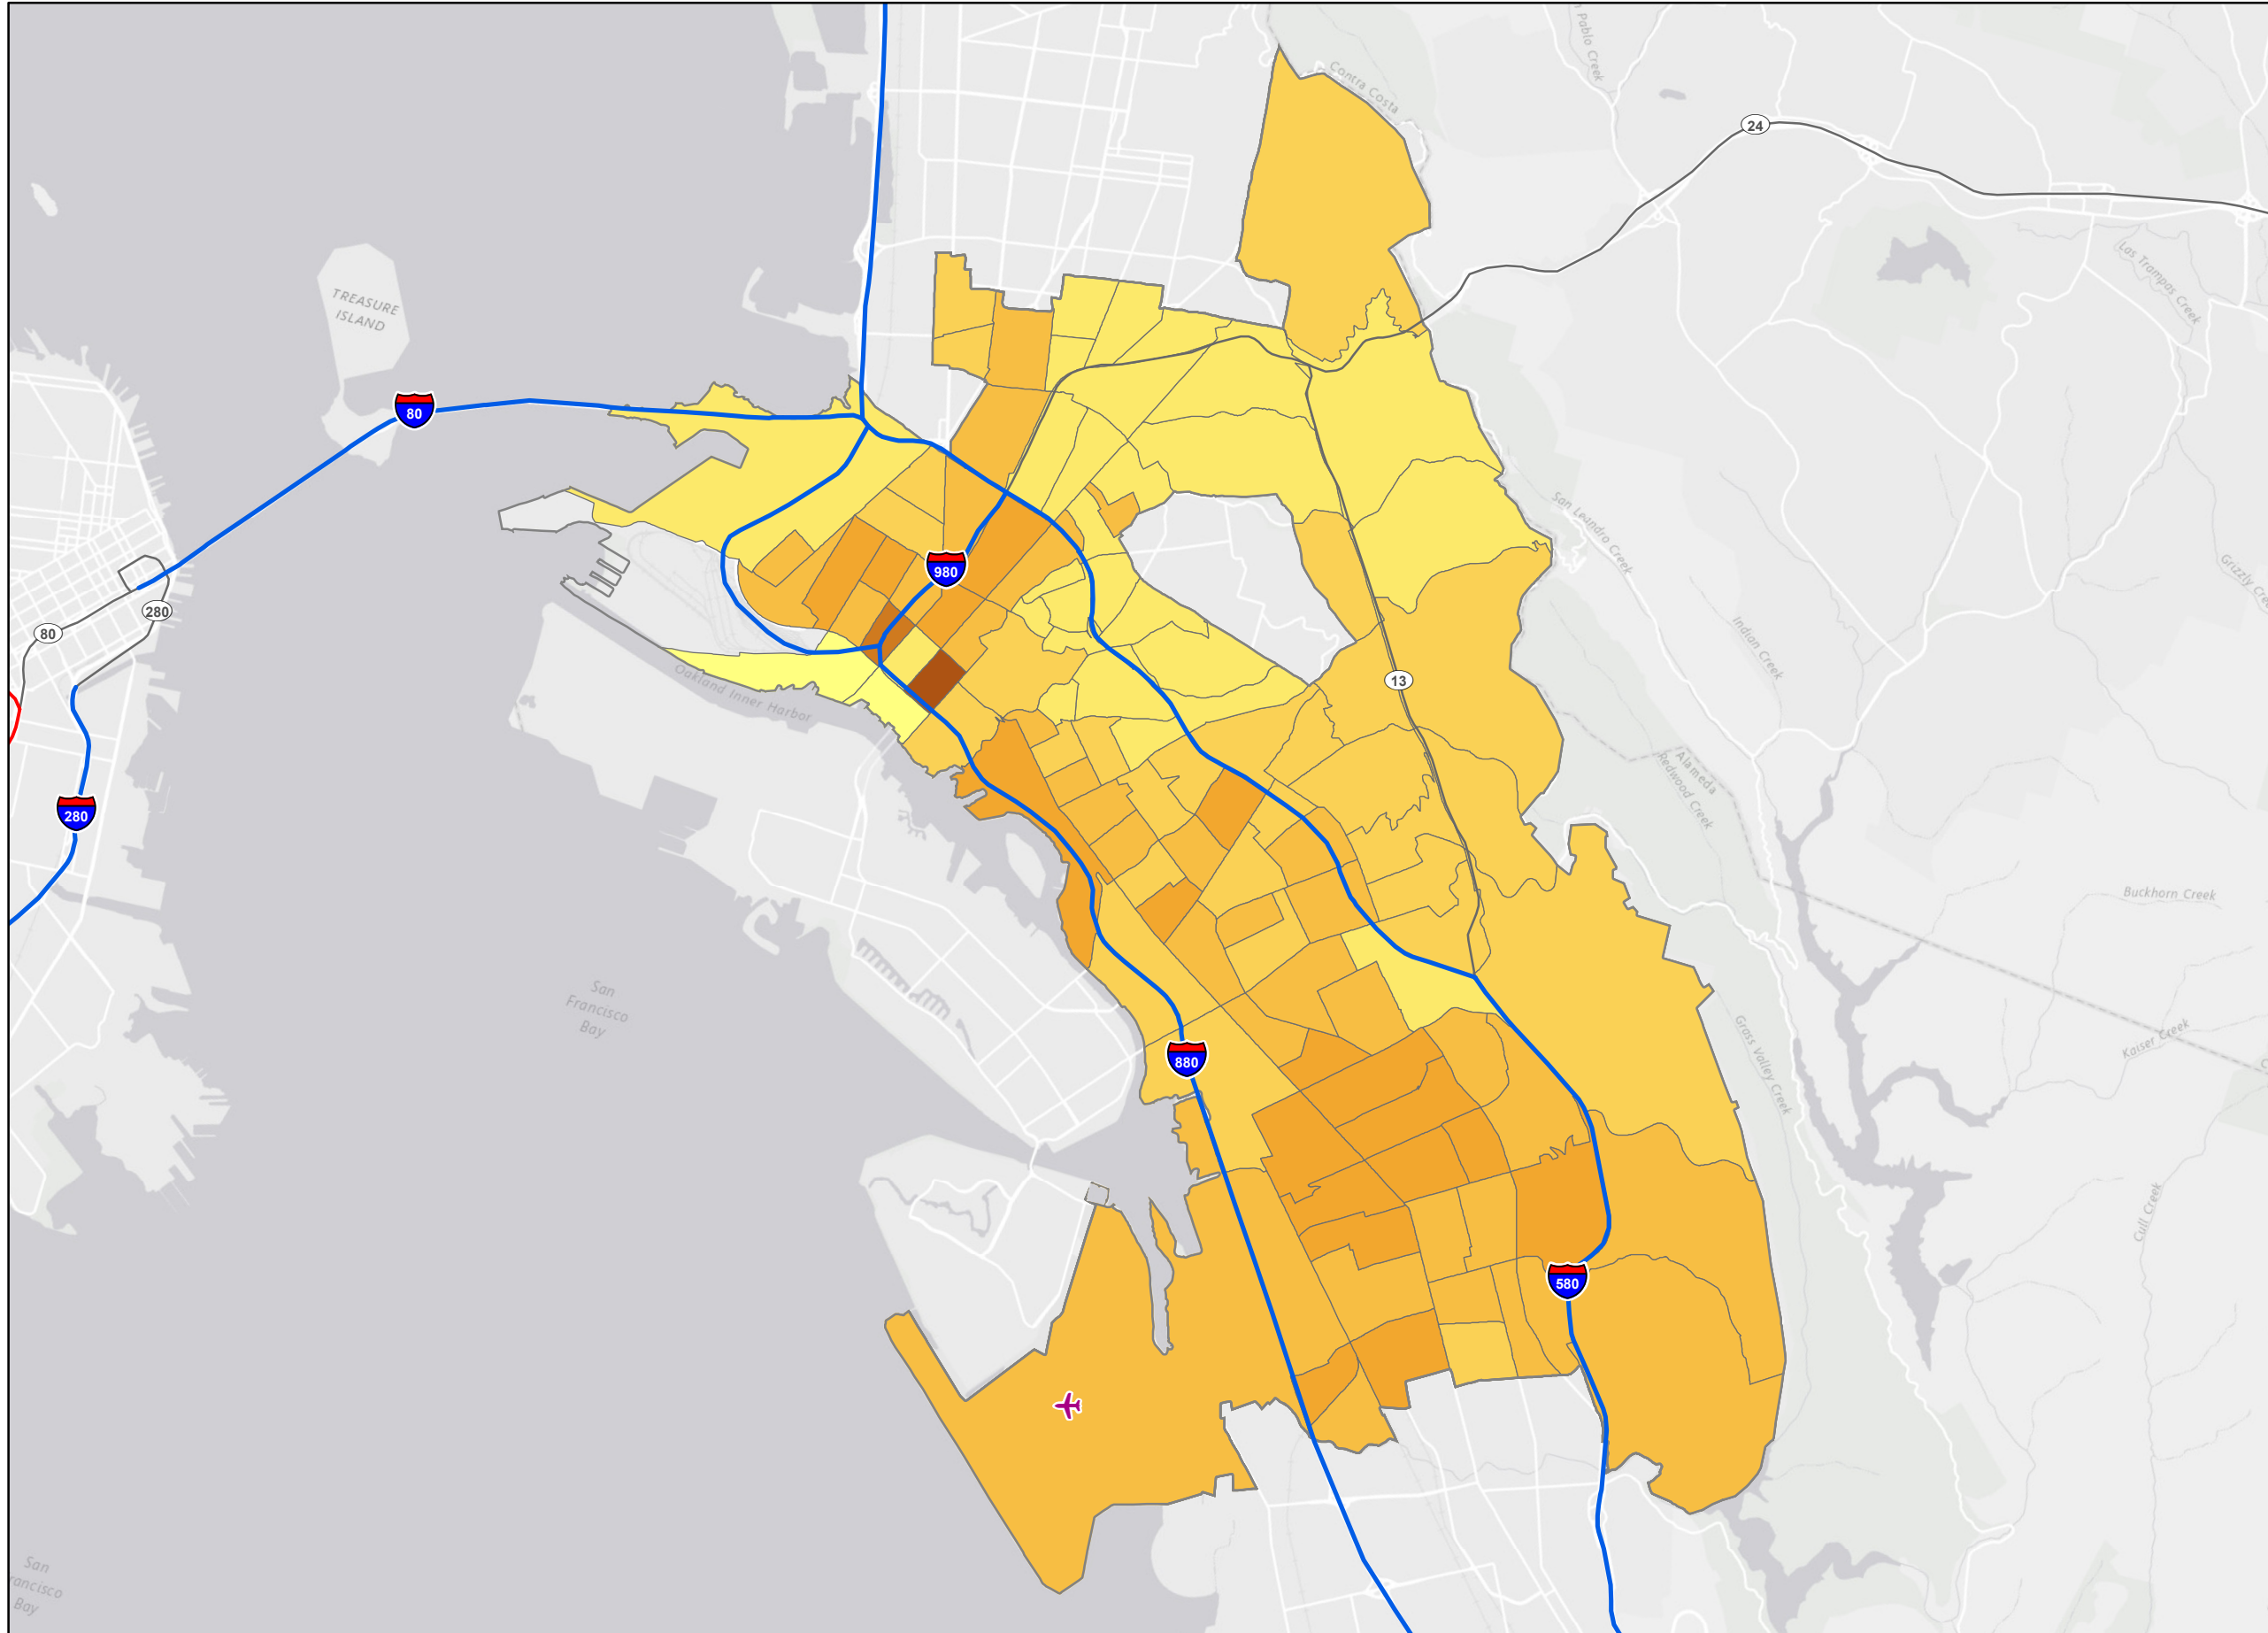 Pablo Creek
Contra Costa
24
Las Trampas Creek
TREASURE
ISLAND
80
San Leandro Creek
Grizzly Cree
980
280
80
Indian Creek
13
Oakland Inner Harbor
Alameda
Redwood Creek
280
Buckhorn Creek
San
Francisco
Bay
Grass Valley Creek
Kaiser Creek
880
Cull Creek
580
San
rancisco
Bay